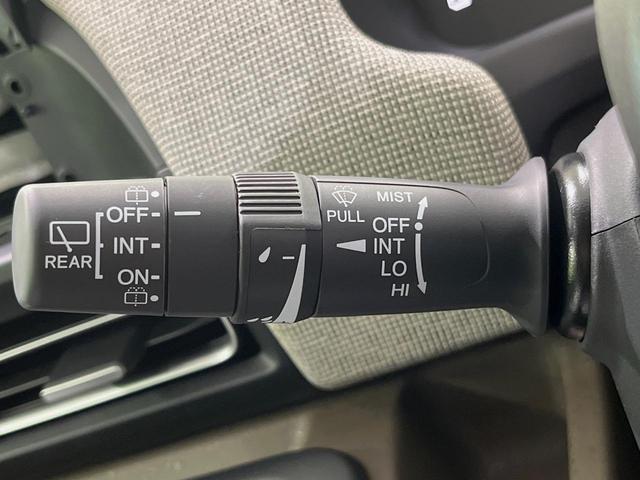 OFF
INT
REAR
ON
PULL
MIST
OFF
INT
LO
HI